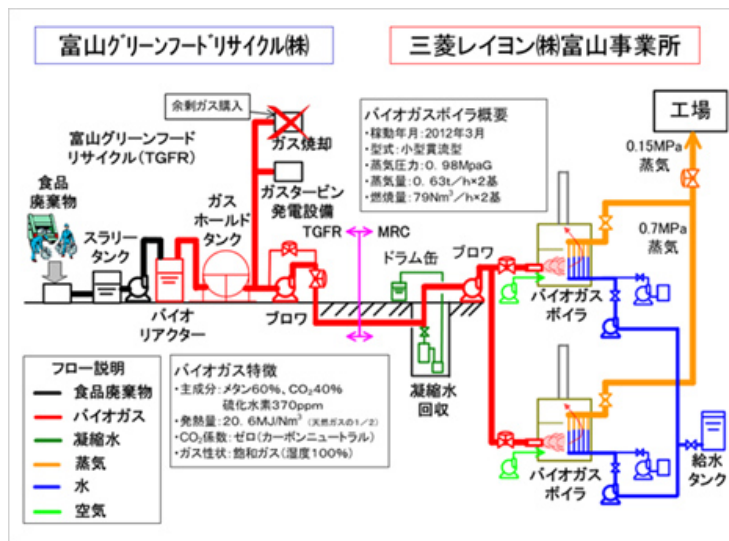 富山グリーンフードリサイクル㈱
三菱レイヨン㈱富山事業所
余剰ガス購入
ガス焼却
富山グリーンフード
リサイクル(TGFR)
食品
廃棄物
スラリー
タンク
ガス
ホールド
タンク
ガスタービン
発電設備
バイオ
リアクター
ブロワ
TGFR
MRC
バイオガスボイラ概要
・稼動年月:2012年3月
・型式:小型貫流型
・蒸気圧力:0.98MpaG
・蒸気量:0.63t/h×2基
・燃焼量:79Nm³/h×2基
ドラム缶
ブロワ
凝縮水
回収
工場
0.15MPa
蒸気
0.7MPa
蒸気
バイオガス
ボイラ
バイオガス
ボイラ
給水
タンク
フロー説明
食品廃棄物
バイオガス
凝縮水
蒸気
水
空気
バイオガス特徴
・主成分:メタン60%、CO₂40%
硫化水素370ppm
・発熱量:20.6MJ/Nm³ (天然ガスの1/2)
・CO₂係数:ゼロ(カーボンニュートラル)
・ガス性状:飽和ガス(湿度100%)